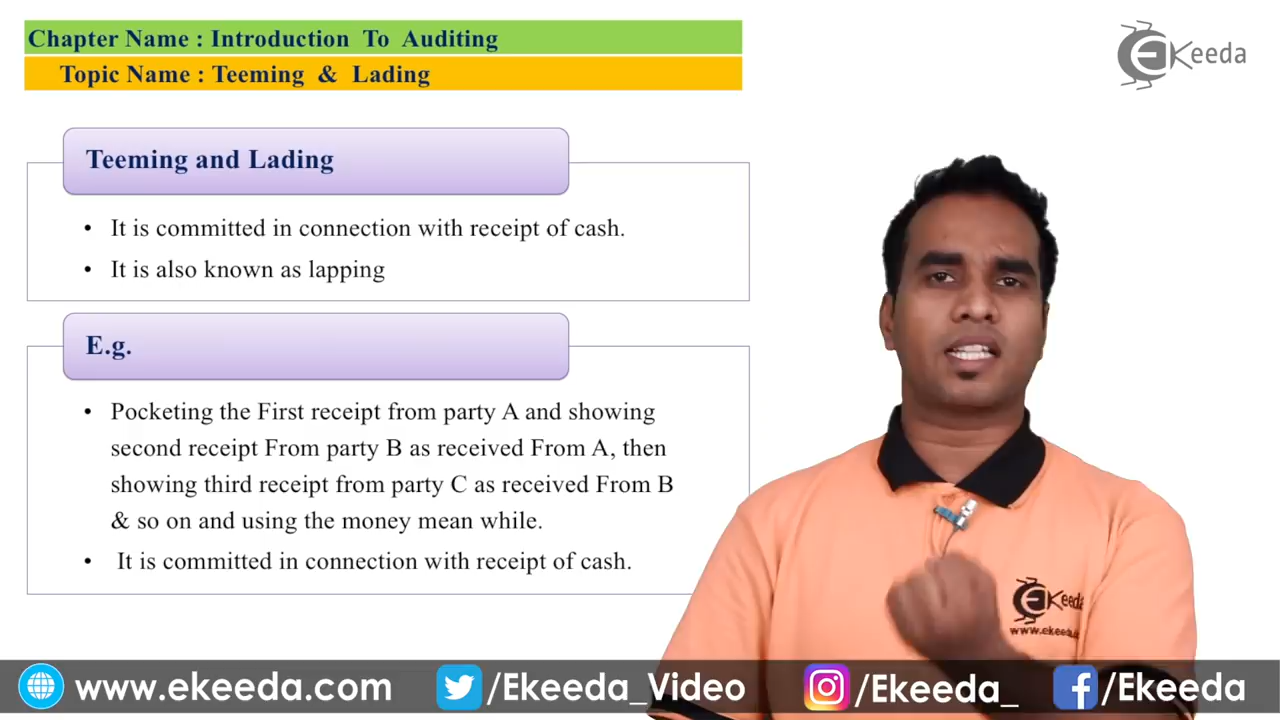 Chapter Name : Introduction To Auditing
Topic Name : Teeming & Lading
EKeeda
Teeming and Lading
• It is committed in connection with receipt of cash.
• It is also known as lapping
E.g.
• Pocketing the First receipt from party A and showing
second receipt From party B as received From A, then
showing third receipt from party C as received From B
& so on and using the money mean while.
• It is committed in connection with receipt of cash.
EKeeda
www.ekeeda
www.ekeeda.com
/Ekeeda_Video
/Ekeeda_
/Ekeeda